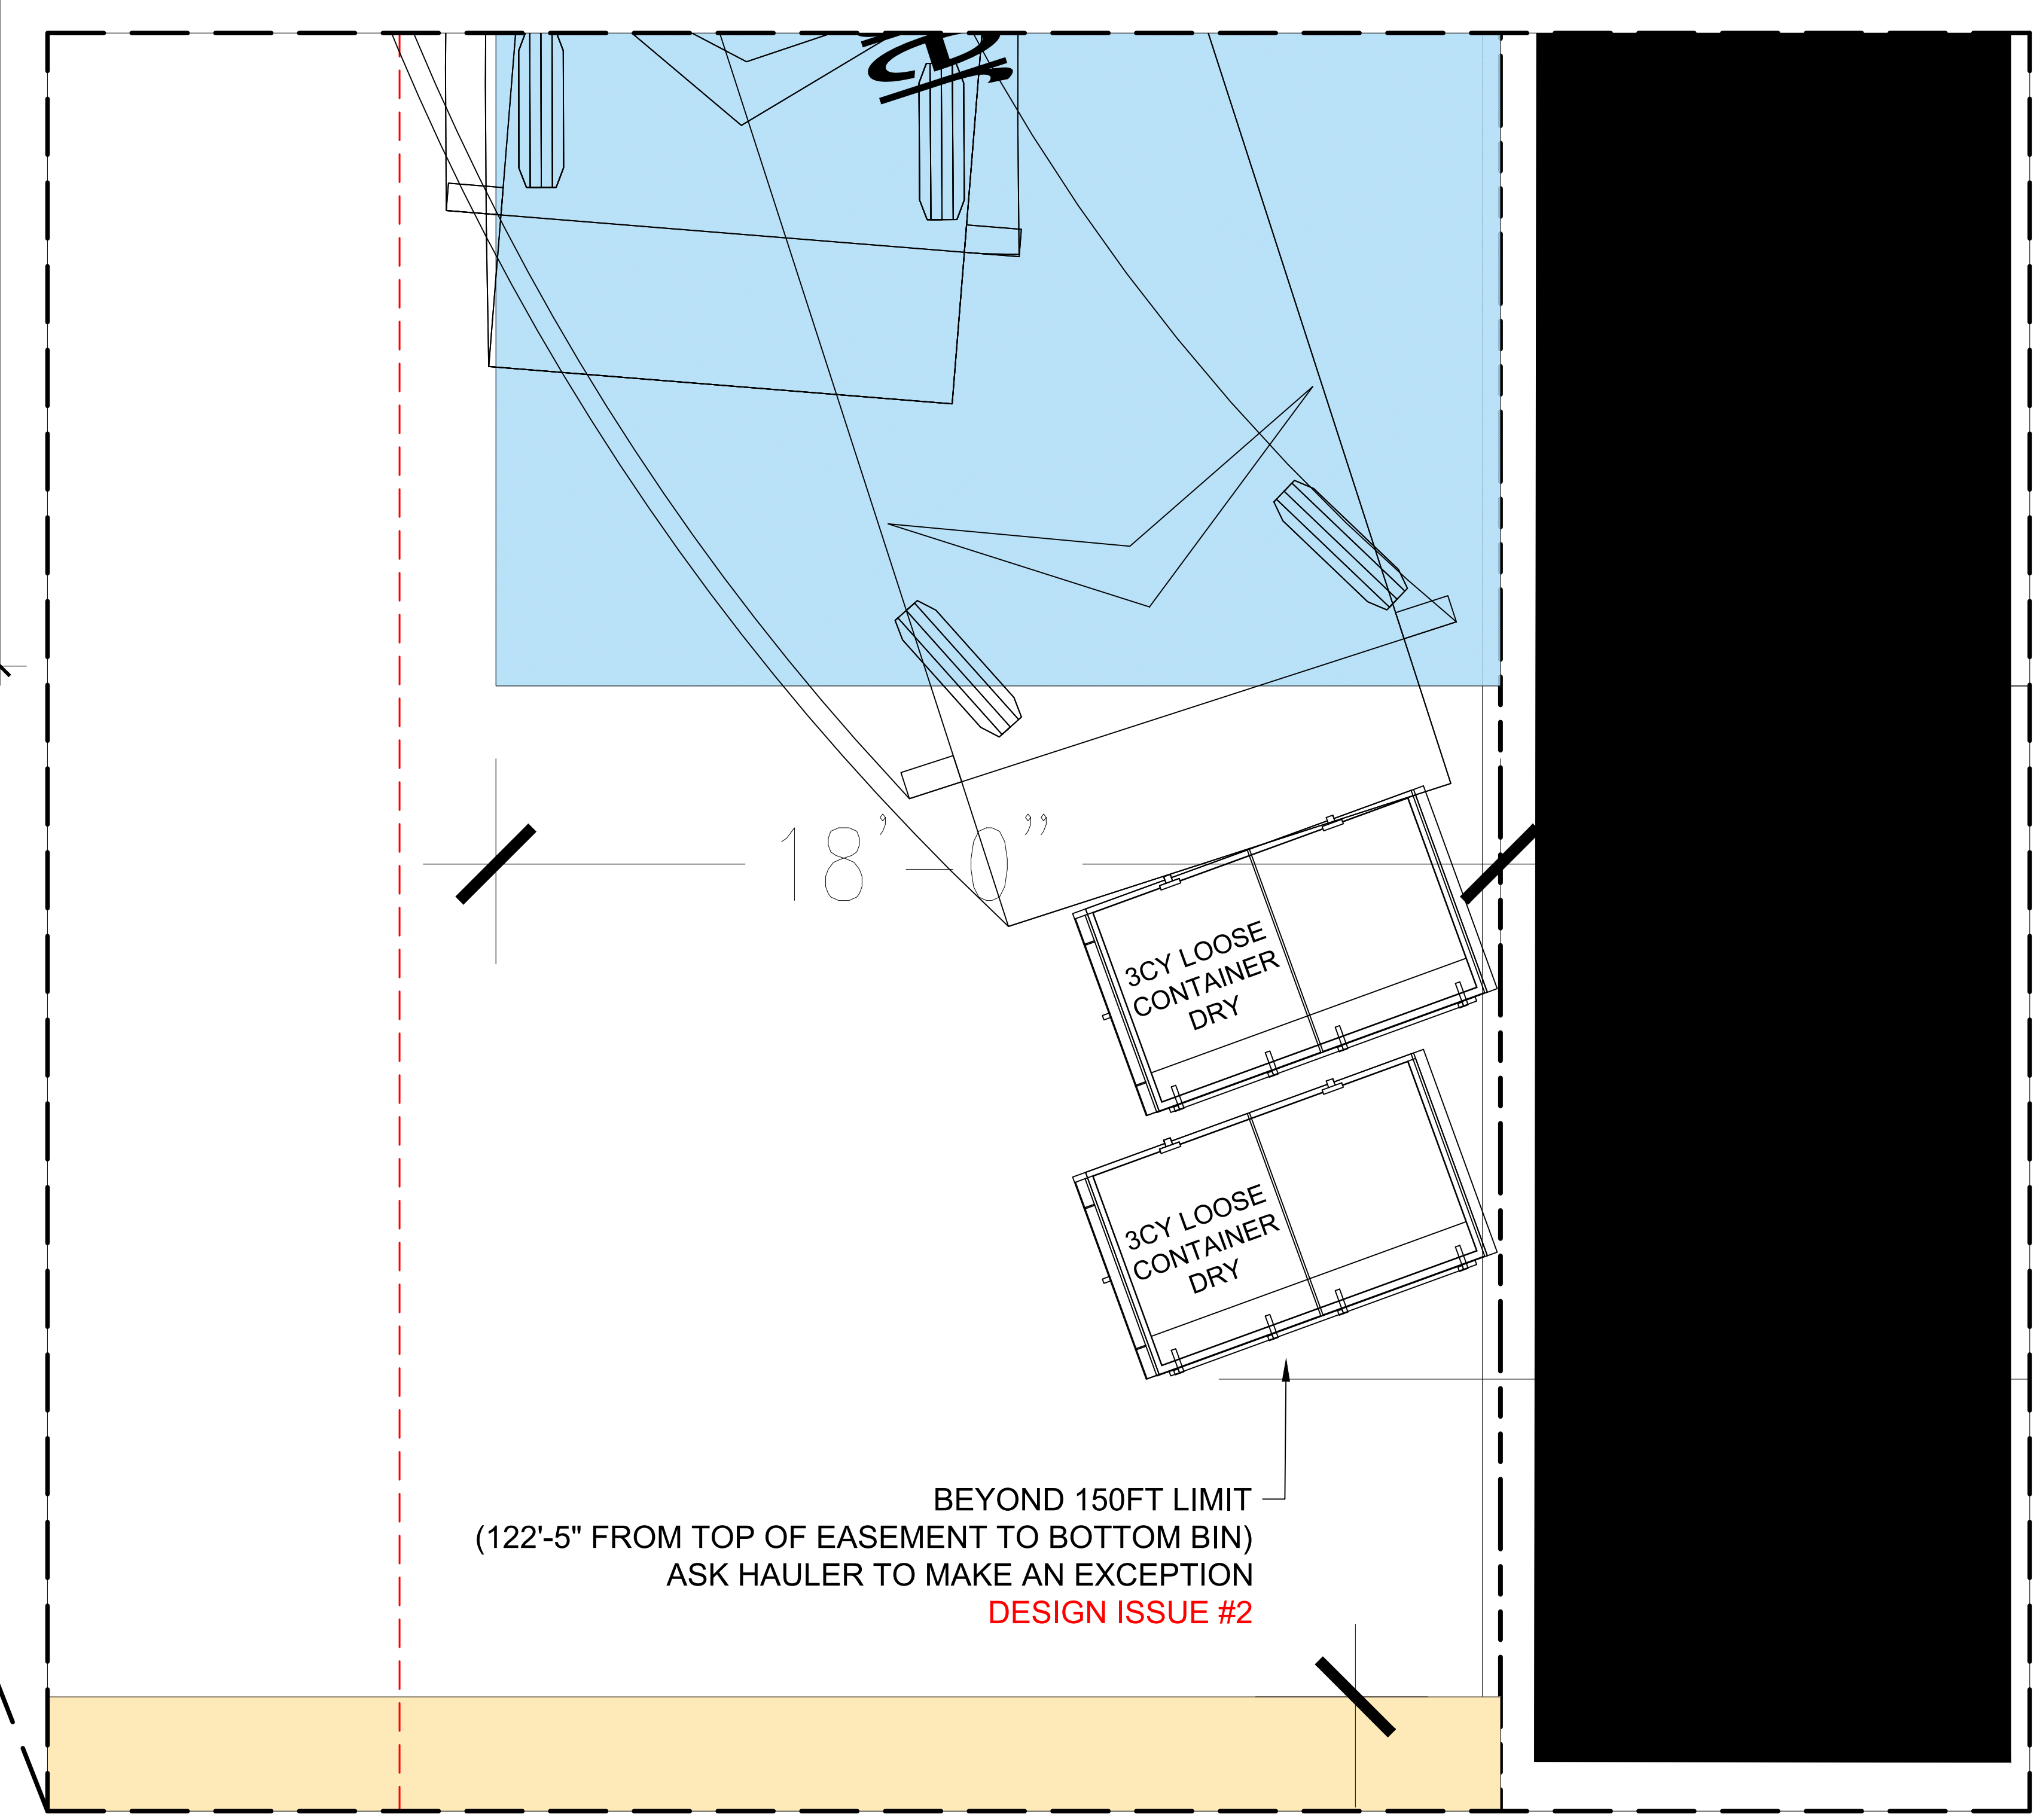 18'-0"
3CY LOOSE
CONTAINER
DRY
3CY LOOSE
CONTAINER
DRY
BEYOND 150FT LIMIT
(122'-5" FROM TOP OF EASEMENT TO BOTTOM BIN)
ASK HAULER TO MAKE AN EXCEPTION
DESIGN ISSUE #2